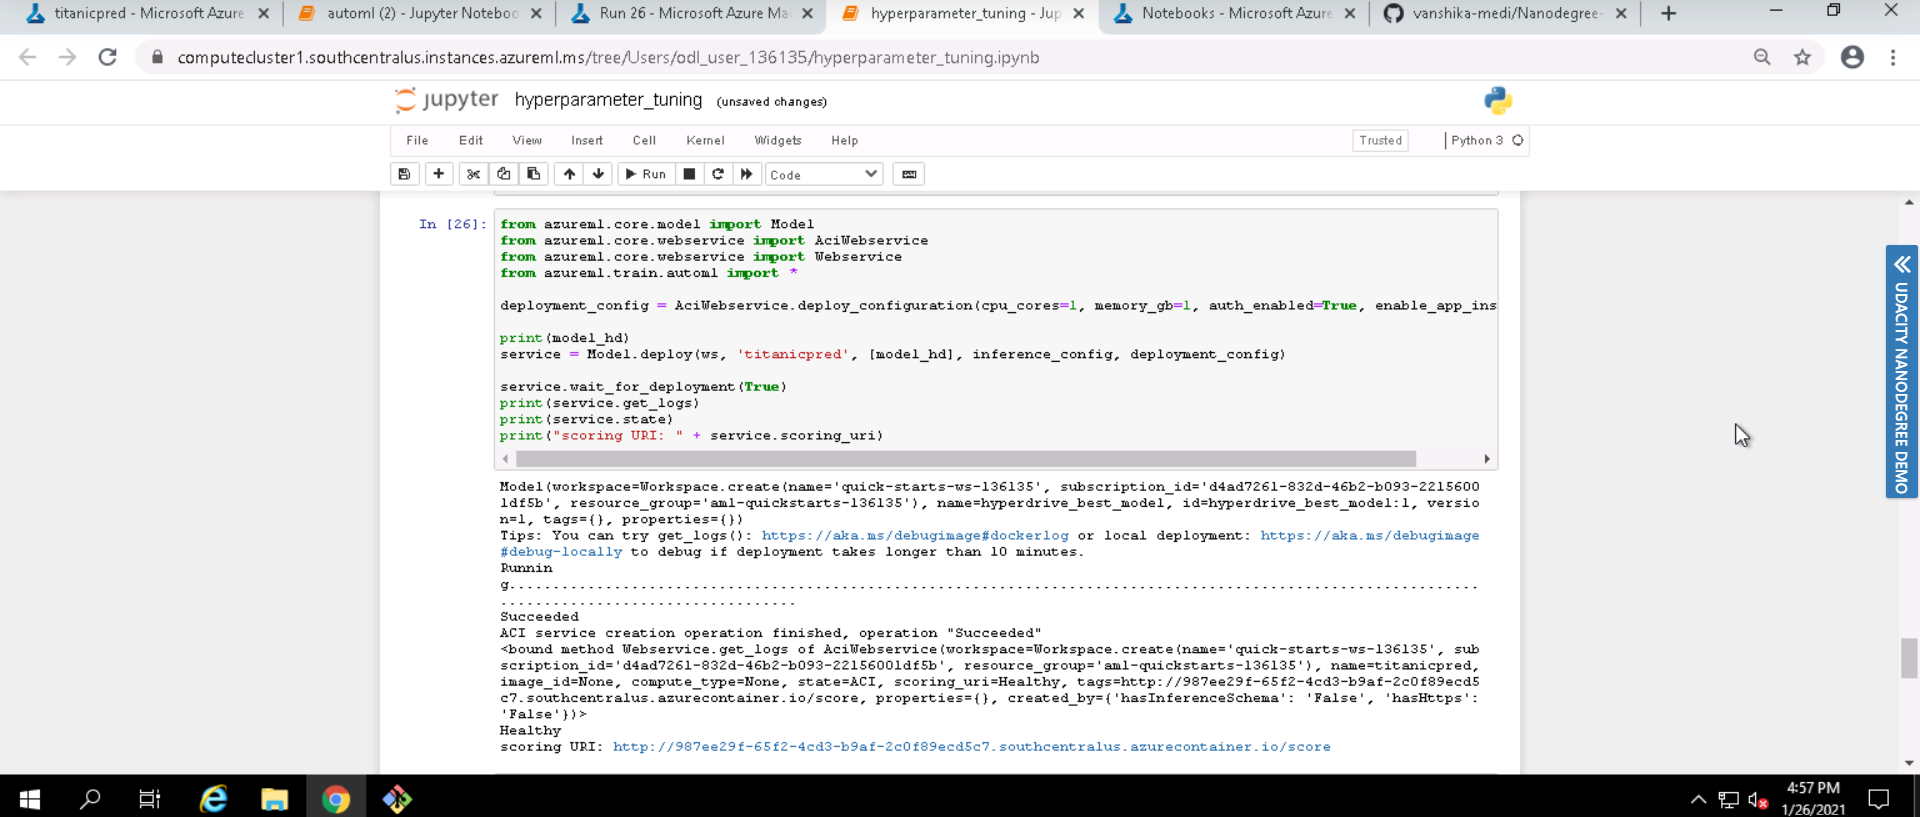 titanicpred - Microsoft Azure
automl (2) - Jupyter Noteboo
Run 26 - Microsoft Azure Ma
hyperparameter_tuning - Jup
Notebooks - Microsoft Azure
vanshika-medi/Nanodegree-
computecluster1.southcentralus.instances.azureml.ms/tree/Users/odl_user_136135/hyperparameter_tuning.ipynb
jupyter hyperparameter_tuning (unsaved changes)
File Edit View Insert Cell Kernel Widgets Help Trusted Python 3
Run Code
In [26]:
from azureml.core.model import Model
from azureml.core.webservice import AciWebservice
from azureml.core.webservice import Webservice
from azureml.train.automl import *
deployment_config = AciWebservice.deploy_configuration(cpu_cores=1, memory_gb=1, auth_enabled=True, enable_app_ins
print(model_hd)
service = Model.deploy(ws, 'titanicpred', [model_hd], inference_config, deployment_config)
service.wait_for_deployment(True)
print(service.get_logs)
print(service.state)
print("scoring URI: " + service.scoring_uri)
Model(workspace=Workspace.create(name='quick-starts-ws-136135', subscription_id='d4ad7261-832d-46b2-b093-2215600
1df5b', resource_group='aml-quickstarts-136135'), name=hyperdrive_best_model, id=hyperdrive_best_model:1, versio
n=1, tags={}, properties={})
Tips: You can try get_logs(): https://aka.ms/debugimage#dockerlog or local deployment: https://aka.ms/debugimage
#debug-locally to debug if deployment takes longer than 10 minutes.
Runnin
g................................................................................................................
..................................
Succeeded
ACI service creation operation finished, operation "Succeeded"
<bound method Webservice.get_logs of AciWebservice(workspace=Workspace.create(name='quick-starts-ws-136135', sub
scription_id='d4ad7261-832d-46b2-b093-22156001df5b', resource_group='aml-quickstarts-136135'), name=titanicpred,
image_id=None, compute_type=None, state=ACI, scoring_uri=Healthy, tags=http://987ee29f-65f2-4cd3-b9af-2c0f89ecd5
c7.southcentralus.azurecontainer.io/score, properties={}, created_by={'hasInferenceSchema': 'False', 'hasHttps':
'False'})>
Healthy
scoring URI: http://987ee29f-65f2-4cd3-b9af-2c0f89ecd5c7.southcentralus.azurecontainer.io/score
UDACITY NANODEGREE DEMO
4:57 PM
1/26/2021